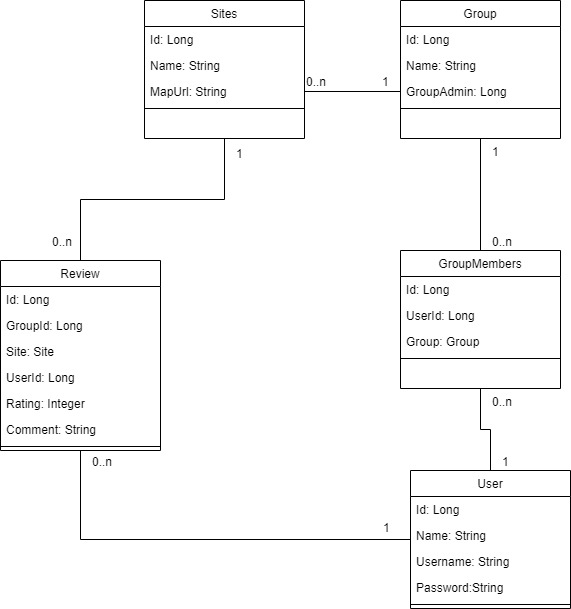 Sites
Id: Long
Name: String
MapUrl: String
0..n
1
Group
Id: Long
Name: String
GroupAdmin: Long
1
1
0..n
0..n
Review
Id: Long
GroupId: Long
Site: Site
UserId: Long
Rating: Integer
Comment: String
GroupMembers
Id: Long
UserId: Long
Group: Group
0..n
0..n
1
1
User
Id: Long
Name: String
Username: String
Password:String